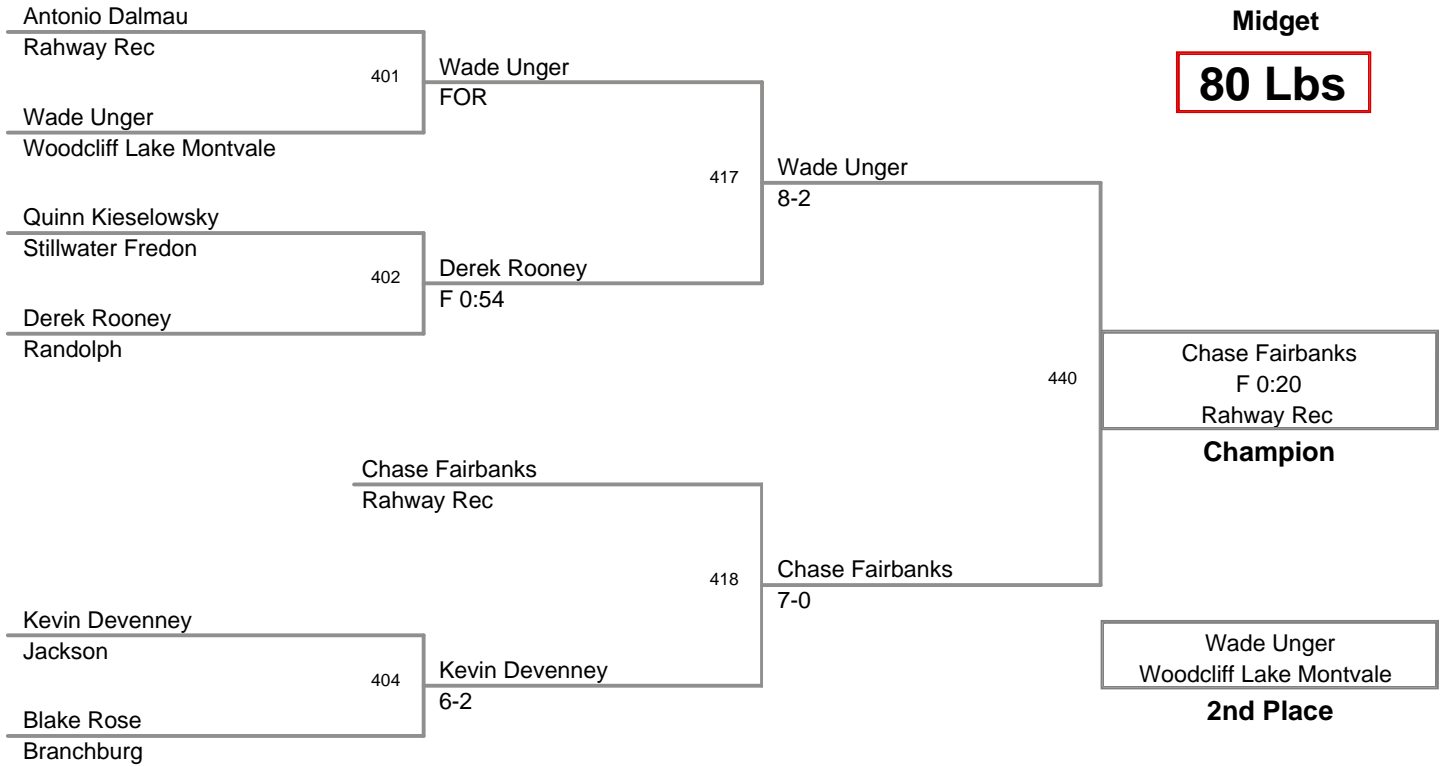 Antonio Dalmau
Rahway Rec
401
Wade Unger
FOR
Wade Unger
Woodcliff Lake Montvale
417
Wade Unger
8-2
Quinn Kieselowsky
Stillwater Fredon
402
Derek Rooney
F 0:54
Derek Rooney
Randolph
Midget
80 Lbs
440
Chase Fairbanks
F 0:20
Rahway Rec
Champion
Chase Fairbanks
Rahway Rec
418
Chase Fairbanks
7-0
Kevin Devenney
Jackson
404
Kevin Devenney
6-2
Blake Rose
Branchburg
Wade Unger
Woodcliff Lake Montvale
2nd Place